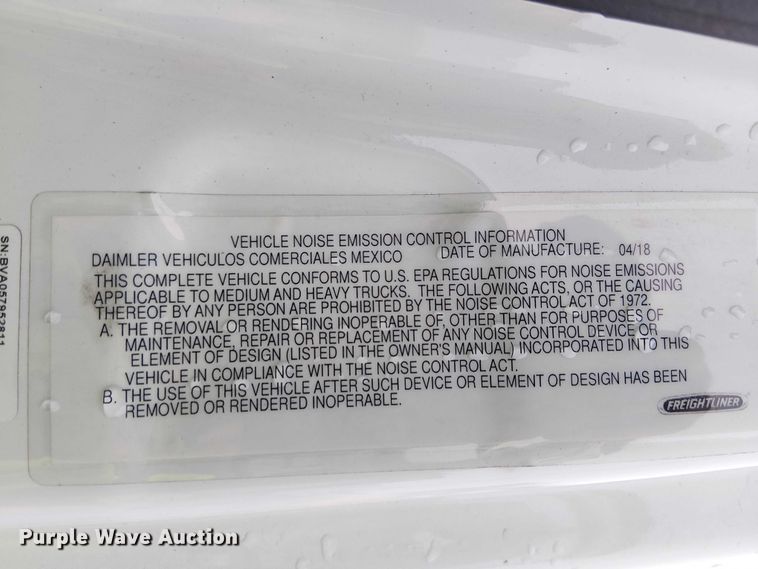 VEHICLE NOISE EMISSION CONTROL INFORMATION
DAIMLER VEHICULOS COMERCIALES MEXICO DATE OF MANUFACTURE: 04/18
THIS COMPLETE VEHICLE CONFORMS TO U.S. EPA REGULATIONS FOR NOISE EMISSIONS
APPLICABLE TO MEDIUM AND HEAVY TRUCKS. THE FOLLOWING ACTS, OR THE CAUSING
THEREOF BY ANY PERSON ARE PROHIBITED BY THE NOISE CONTROL ACT OF 1972.
A. THE REMOVAL OR RENDERING INOPERABLE OF, OTHER THAN FOR PURPOSES OF
MAINTENANCE, REPAIR OR REPLACEMENT OF ANY NOISE CONTROL DEVICE OR
ELEMENT OF DESIGN (LISTED IN THE OWNER'S MANUAL) INCORPORATED INTO THIS
VEHICLE IN COMPLIANCE WITH THE NOISE CONTROL ACT.
B. THE USE OF THIS VEHICLE AFTER SUCH DEVICE OR ELEMENT OF DESIGN HAS BEEN
REMOVED OR RENDERED INOPERABLE.
FREIGHTLINER
SN:BVA057952811
Purple Wave Auction